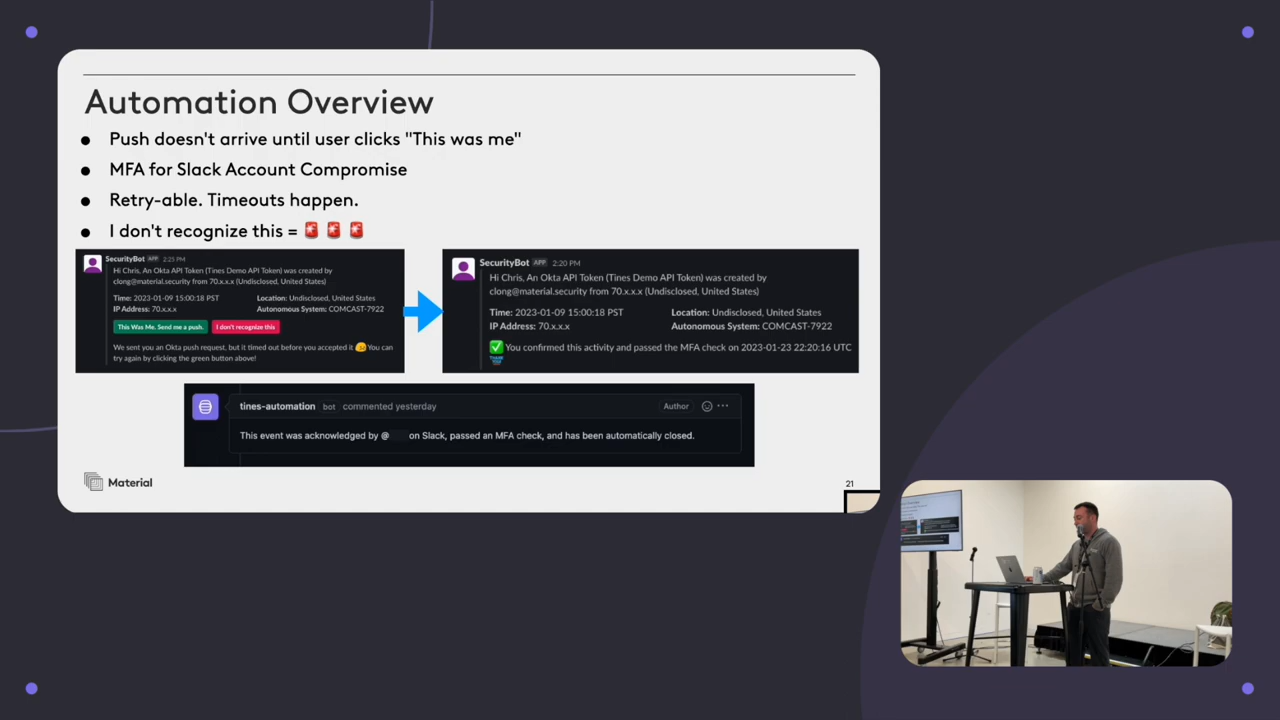 Automation Overview
● Push doesn't arrive until user clicks "This was me"
● MFA for Slack Account Compromise
● Retry-able. Timeouts happen.
● I don't recognize this = 🚨 🚨 🚨
SecurityBot APP 2:25 PM
Hi Chris, An Okta API Token (Tines Demo API Token) was created by
clong@material.security from 70.x.x.x (Undisclosed, United States)
Time: 2023-01-09 15:00:18 PST Location: Undisclosed, United States
IP Address: 70.x.x.x Autonomous System: COMCAST-7922
This Was Me. Send me a push. I don't recognize this
We sent you an Okta push request, but it timed out before you accepted it You can
try again by clicking the green button above!
SecurityBot APP 2:20 PM
Hi Chris, An Okta API Token (Tines Demo API Token) was created by
clong@material.security from 70.x.x.x (Undisclosed, United States)
Time: 2023-01-09 15:00:18 PST Location: Undisclosed, United States
IP Address: 70.x.x.x Autonomous System: COMCAST-7922
✅ You confirmed this activity and passed the MFA check on 2023-01-23 22:20:16 UTC
THANK YOU
tines-automation bot commented yesterday Author
This event was acknowledged by @ on Slack, passed an MFA check, and has been automatically closed.
Material
21